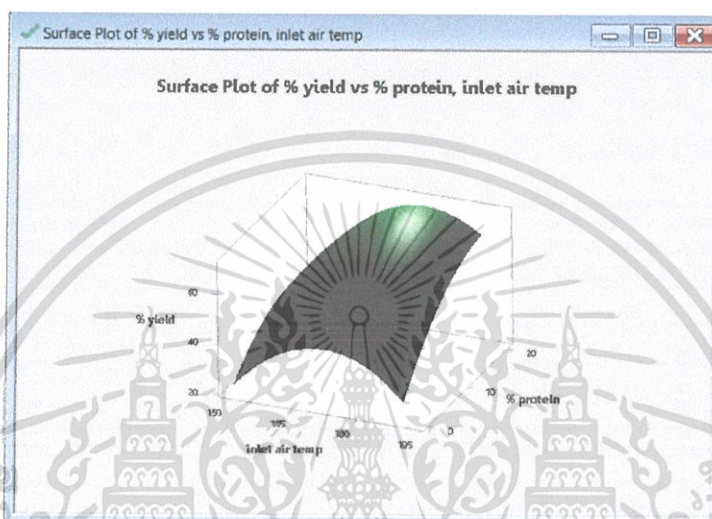 Surface Plot of % yield vs % protein, inlet air temp
Surface Plot of % yield vs % protein, inlet air temp
60
% yield
40
20
150
165
180
195
inlet air temp
0
10
20
% protein